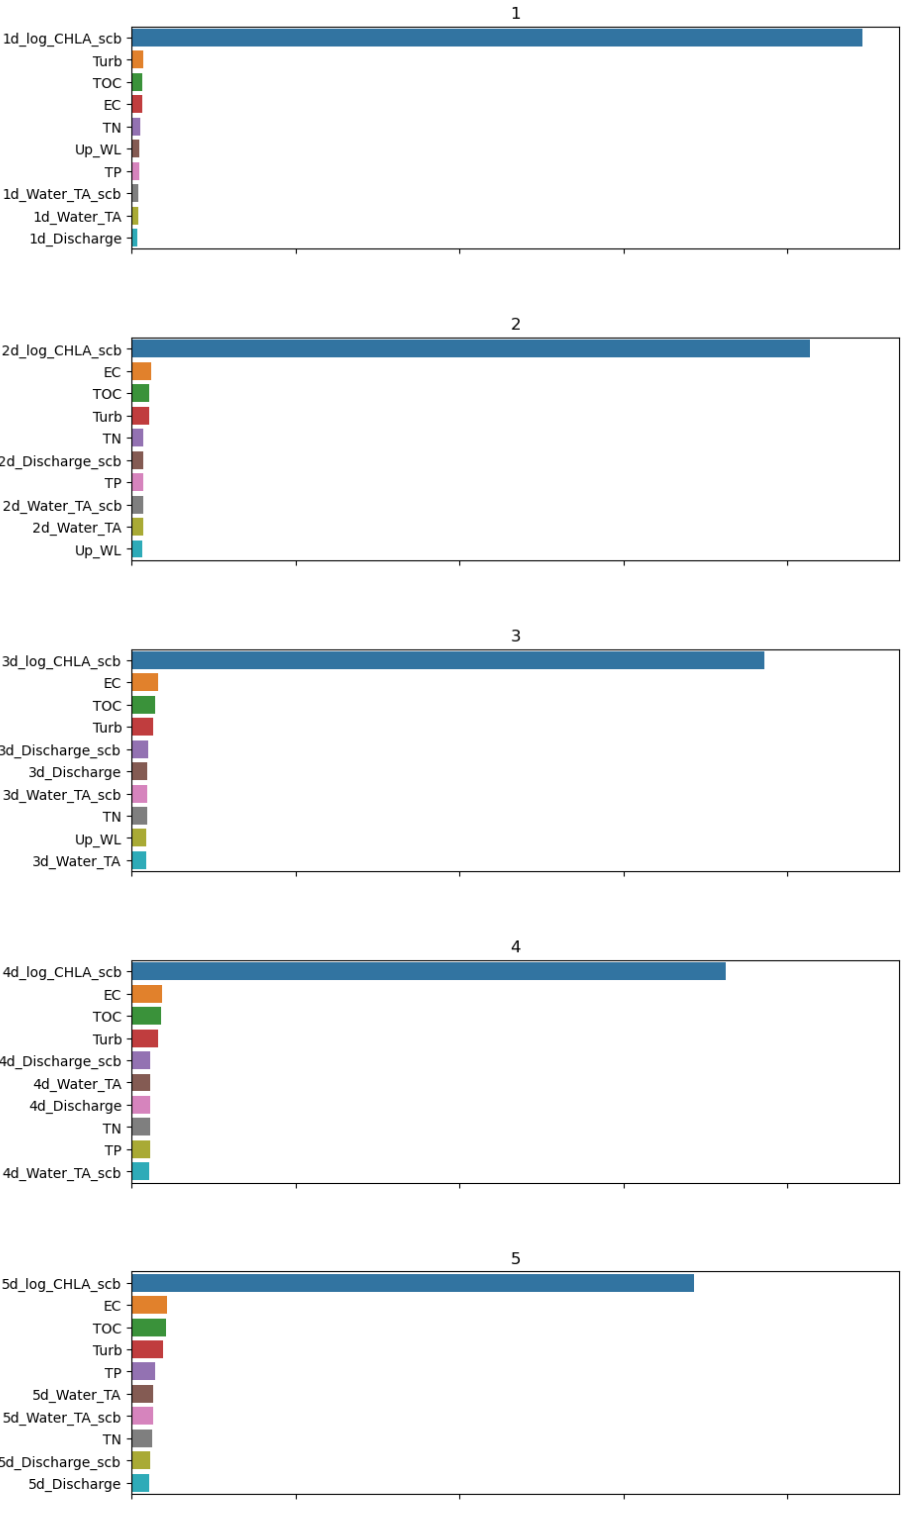 1
1d_log_CHLA_scb
Turb
TOC
EC
TN
Up_WL
TP
1d_Water_TA_scb
1d_Water_TA
1d_Discharge
2
2d_log_CHLA_scb
EC
TOC
Turb
TN
2d_Discharge_scb
TP
2d_Water_TA_scb
2d_Water_TA
Up_WL
3
3d_log_CHLA_scb
EC
TOC
Turb
3d_Discharge_scb
3d_Discharge
3d_Water_TA_scb
TN
Up_WL
3d_Water_TA
4
4d_log_CHLA_scb
EC
TOC
Turb
4d_Discharge_scb
4d_Water_TA
4d_Discharge
TN
TP
4d_Water_TA_scb
5
5d_log_CHLA_scb
EC
TOC
Turb
TP
5d_Water_TA
5d_Water_TA_scb
TN
5d_Discharge_scb
5d_Discharge